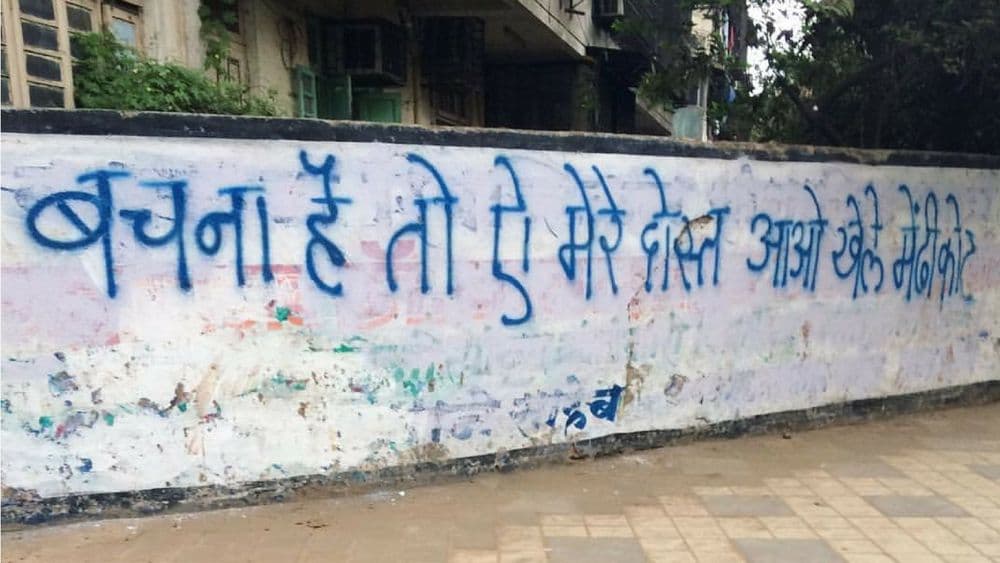 बचना है तो ऐ मेरे दोस्त आओ खेले मेंढीकोट